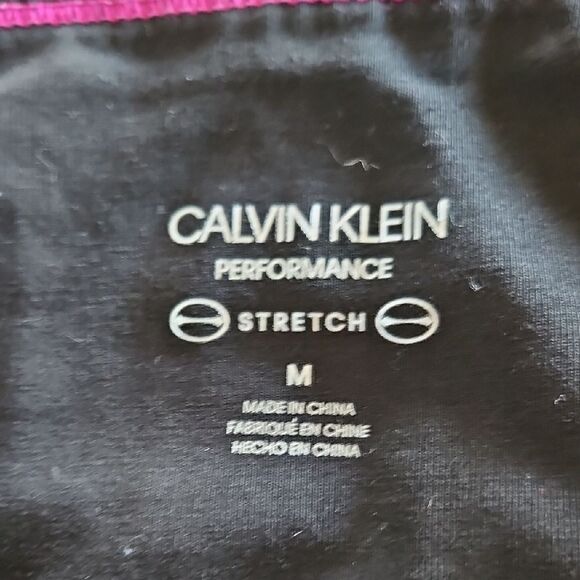 CALVIN KLEIN
PERFORMANCE
STRETCH
M
MADE IN CHINA
FABRIQUÉ EN CHINE
HECHO EN CHINA